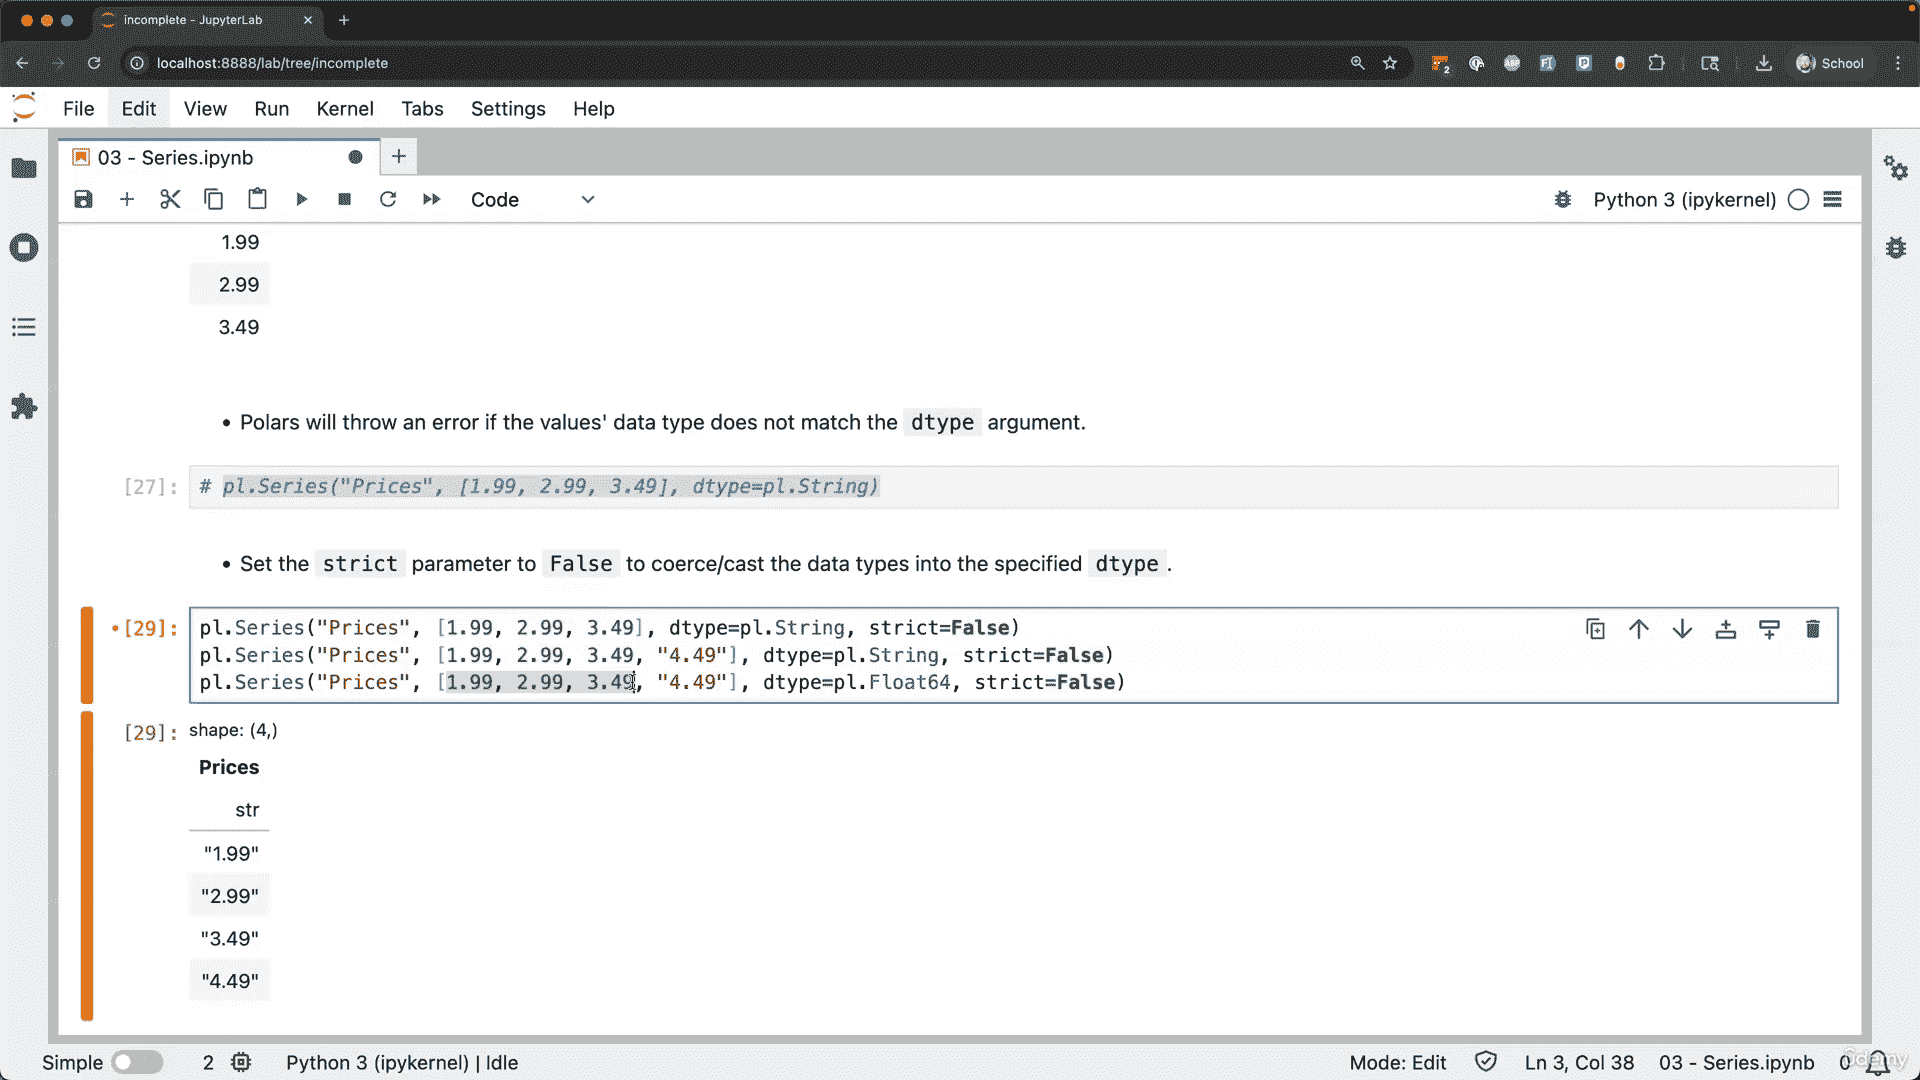 incomplete - JupyterLab
localhost:8888/lab/tree/incomplete
2
School
File Edit View Run Kernel Tabs Settings Help
03 - Series.ipynb
Code
Python 3 (ipykernel)
1.99
2.99
3.49
• Polars will throw an error if the values' data type does not match the dtype argument.
[27]: # pl.Series("Prices", [1.99, 2.99, 3.49], dtype=pl.String)
• Set the strict parameter to False to coerce/cast the data types into the specified dtype.
[29]: pl.Series("Prices", [1.99, 2.99, 3.49], dtype=pl.String, strict=False)
pl.Series("Prices", [1.99, 2.99, 3.49, "4.49"], dtype=pl.String, strict=False)
pl.Series("Prices", [1.99, 2.99, 3.49, "4.49"], dtype=pl.Float64, strict=False)
[29]: shape: (4,)
Prices
str
"1.99"
"2.99"
"3.49"
"4.49"
Simple 2 Python 3 (ipykernel) | Idle Mode: Edit Ln 3, Col 38 03 - Series.ipynb 0
udemy